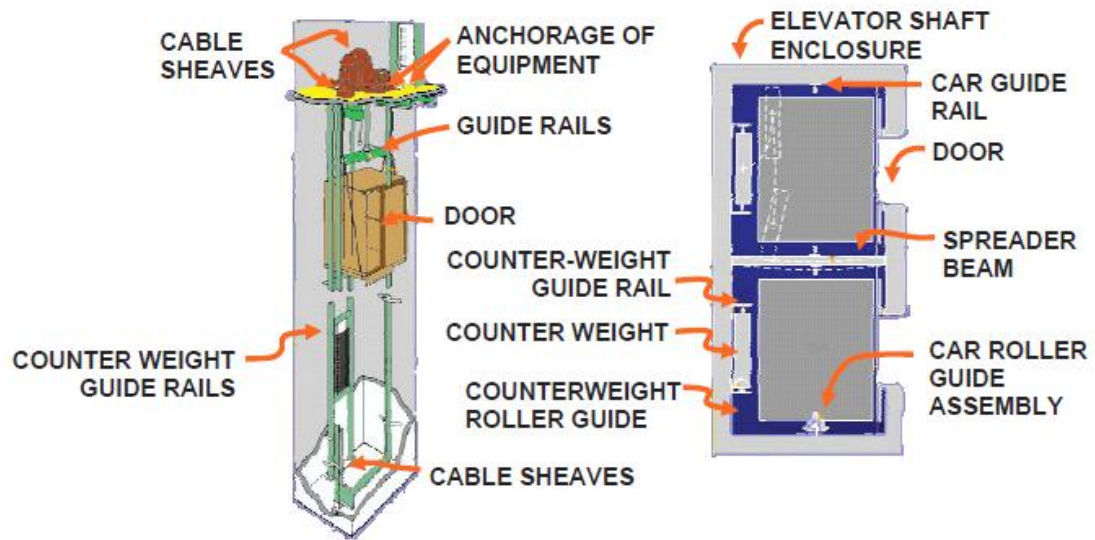 CABLE
SHEAVES
ANCHORAGE OF
EQUIPMENT
GUIDE RAILS
DOOR
COUNTER WEIGHT
GUIDE RAILS
CABLE SHEAVES
ELEVATOR SHAFT
ENCLOSURE
CAR GUIDE
RAIL
DOOR
SPREADER
BEAM
COUNTER-WEIGHT
GUIDE RAIL
COUNTER WEIGHT
COUNTERWEIGHT
ROLLER GUIDE
CAR ROLLER
GUIDE
ASSEMBLY